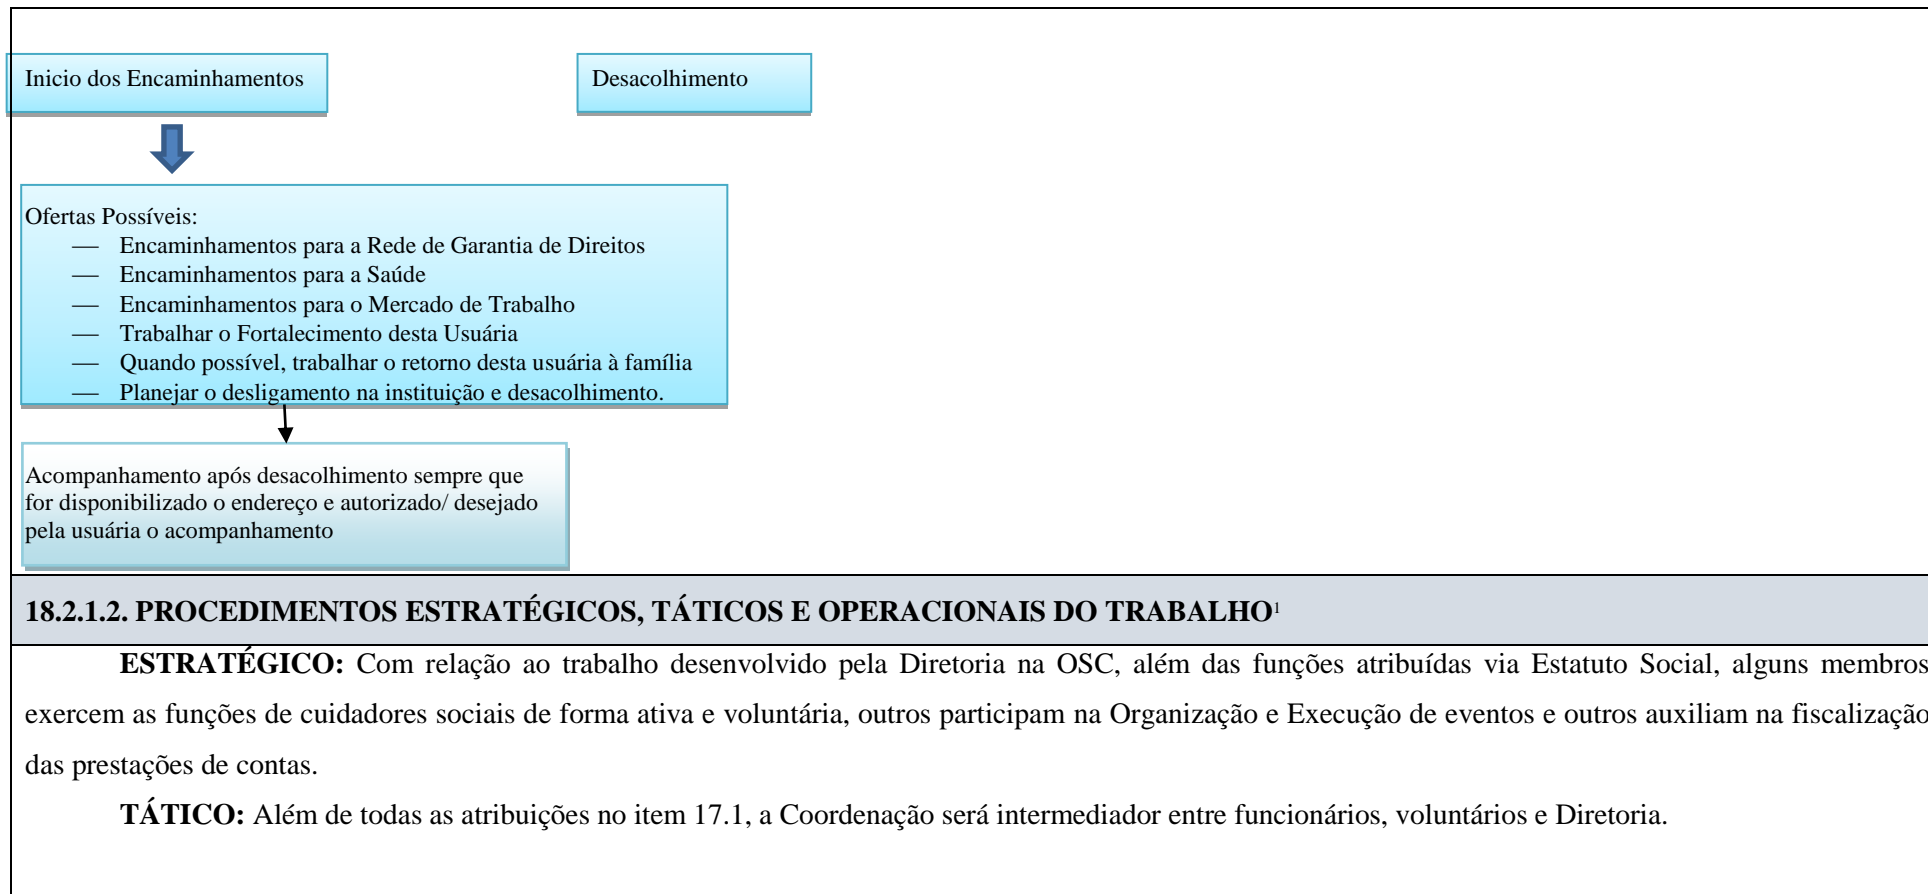 Inicio dos Encaminhamentos
Desacolhimento
Ofertas Possíveis:
— Encaminhamentos para a Rede de Garantia de Direitos
— Encaminhamentos para a Saúde
— Encaminhamentos para o Mercado de Trabalho
— Trabalhar o Fortalecimento desta Usuária
— Quando possível, trabalhar o retorno desta usuária à família
— Planejar o desligamento na instituição e desacolhimento.
Acompanhamento após desacolhimento sempre que
for disponibilizado o endereço e autorizado/ desejado
pela usuária o acompanhamento
18.2.1.2. PROCEDIMENTOS ESTRATÉGICOS, TÁTICOS E OPERACIONAIS DO TRABALHO¹
ESTRATÉGICO: Com relação ao trabalho desenvolvido pela Diretoria na OSC, além das funções atribuídas via Estatuto Social, alguns membros
exercem as funções de cuidadores sociais de forma ativa e voluntária, outros participam na Organização e Execução de eventos e outros auxiliam na fiscalização
das prestações de contas.
TÁTICO: Além de todas as atribuições no item 17.1, a Coordenação será intermediador entre funcionários, voluntários e Diretoria.